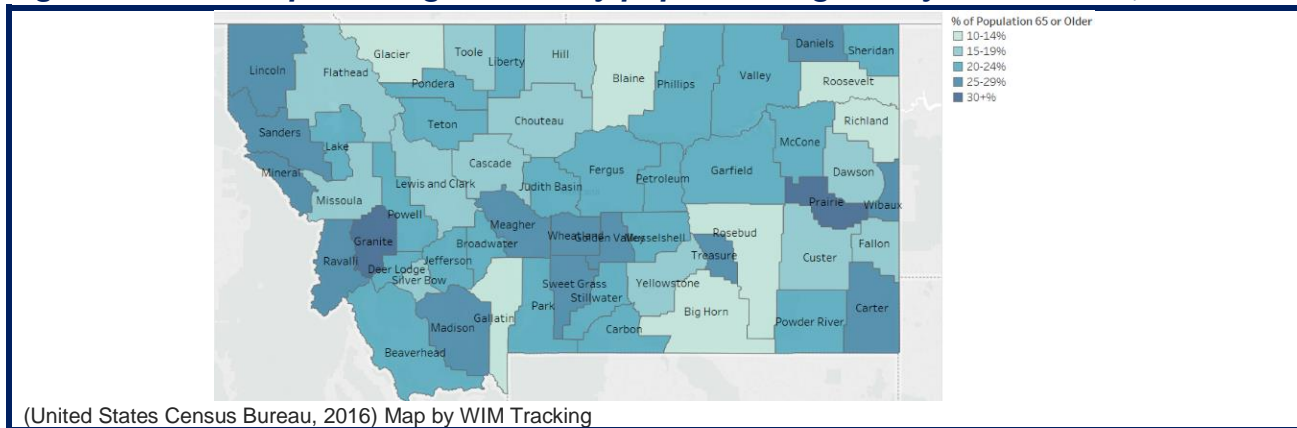 % of Population 65 or Older
10-14%
15-19%
20-24%
25-29%
30+%
Lincoln
Flathead
Glacier
Toole
Liberty
Hill
Blaine
Phillips
Valley
Daniels
Sheridan
Roosevelt
Richland
Pondera
Teton
Chouteau
Sanders
Lake
Mineral
Missoula
Lewis and Clark
Cascade
Judith Basin
Fergus
Petroleum
Garfield
McCone
Dawson
Prairie
Wibaux
Powell
Granite
Ravalli
Deer Lodge
Silver Bow
Jefferson
Broadwater
Meagher
Wheatland
Golden Valley
Musselshell
Rosebud
Treasure
Custer
Fallon
Sweet Grass
Stillwater
Yellowstone
Big Horn
Park
Carbon
Powder River
Carter
Gallatin
Madison
Beaverhead
(United States Census Bureau, 2016) Map by WIM Tracking